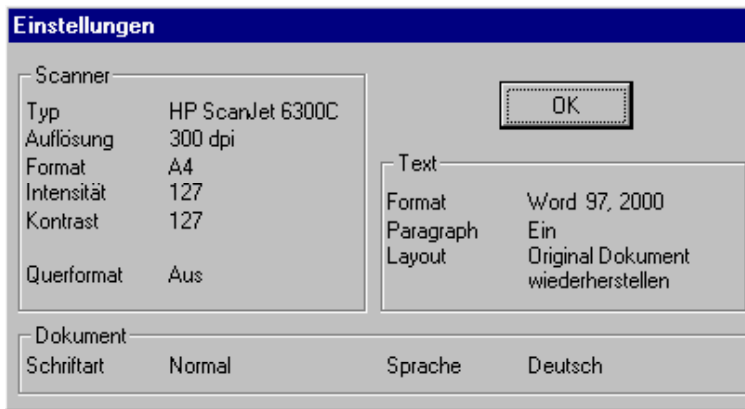 Einstellungen
Scanner
Typ HP ScanJet 6300C
Auflösung 300 dpi
Format A4
Intensität 127
Kontrast 127
Querformat Aus
OK
Text
Format Word 97, 2000
Paragraph Ein
Layout Original Dokument
wiederherstellen
Dokument
Schriftart Normal Sprache Deutsch